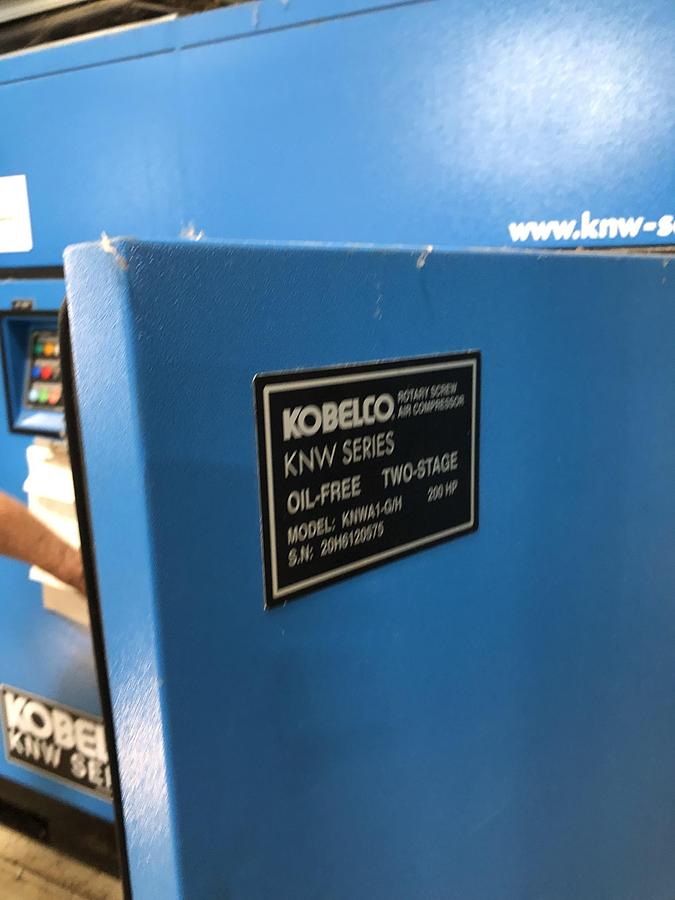 www.knw-s
KOBELCO ROTARY SCREW
AIR COMPRESSOR
KNW SERIES
OIL-FREE TWO-STAGE
MODEL: KNWA1-G/H 200 HP
S.N: 20H6120575
KOBEL
KNW SE